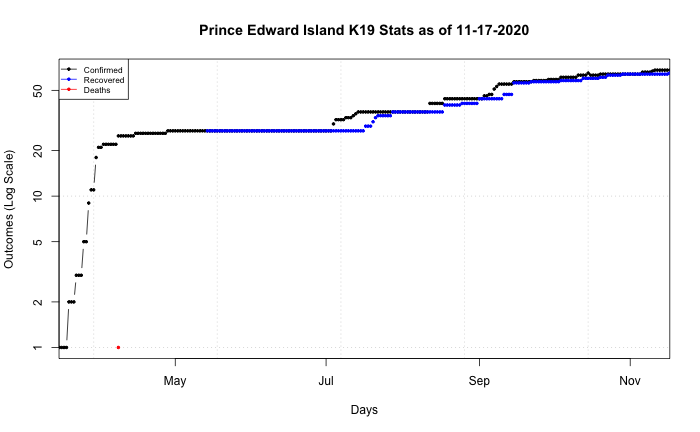 Prince Edward Island K19 Stats as of 11-17-2020
Confirmed
Recovered
Deaths
Outcomes (Log Scale)
50
20
10
5
2
1
May
Jul
Sep
Nov
Days